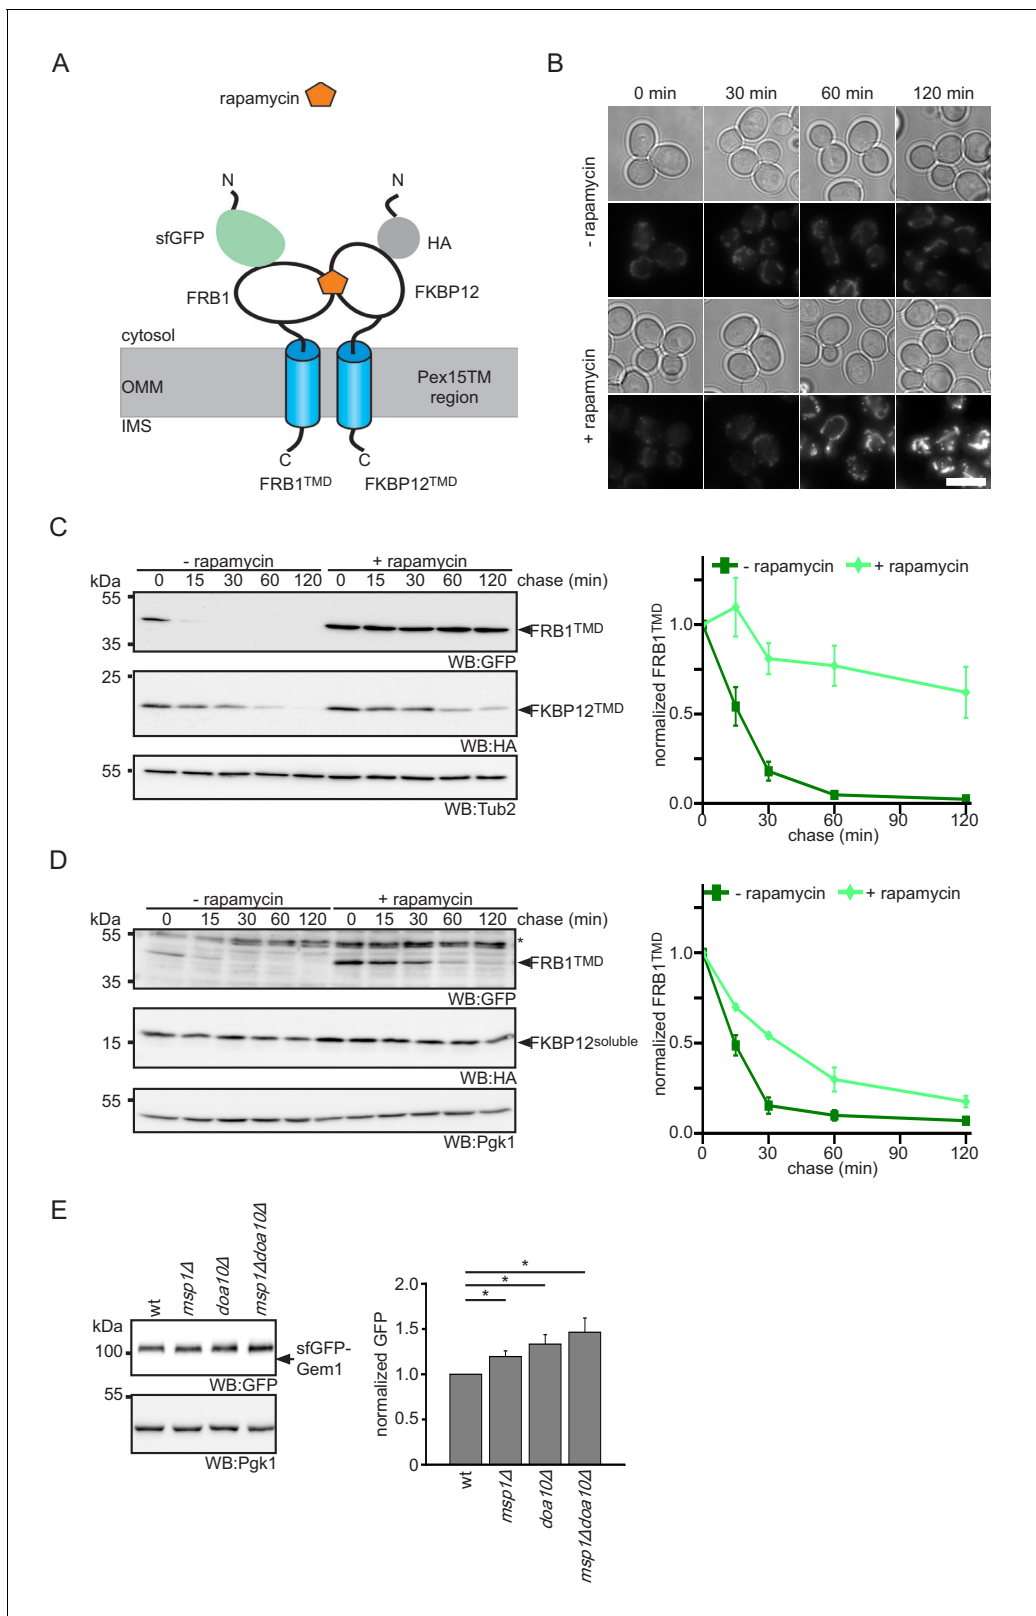 A
rapamycin
N
N
sfGFP
HA
FRB1
FKBP12
cytosol
OMM
Pex15TM
region
IMS
C
C
FRB1TMD
FKBP12TMD
B
0 min 30 min 60 min 120 min
- rapamycin
+ rapamycin
C
- rapamycin + rapamycin
kDa 0 15 30 60 120 0 15 30 60 120 chase (min)
55
35
FRB1TMD
WB:GFP
25
FKBP12TMD
WB:HA
55
WB:Tub2
- rapamycin + rapamycin
normalized FRB1TMD
1.0
0.5
0.0
0 30 60 90 120
chase (min)
D
- rapamycin + rapamycin
kDa 0 15 30 60 120 0 15 30 60 120 chase (min)
55
*
FRB1TMD
35
WB:GFP
15
FKBP12soluble
WB:HA
55
WB:Pgk1
- rapamycin + rapamycin
normalized FRB1TMD
1.0
0.5
0.0
0 30 60 90 120
chase (min)
E
wt msp1Δ doa10Δ msp1Δdoa10Δ
kDa
100
sfGFP-
Gem1
WB:GFP
55
WB:Pgk1
*
*
*
normalized GFP
2.0
1.5
1.0
0.5
0
wt msp1Δ doa10Δ msp1Δdoa10Δ